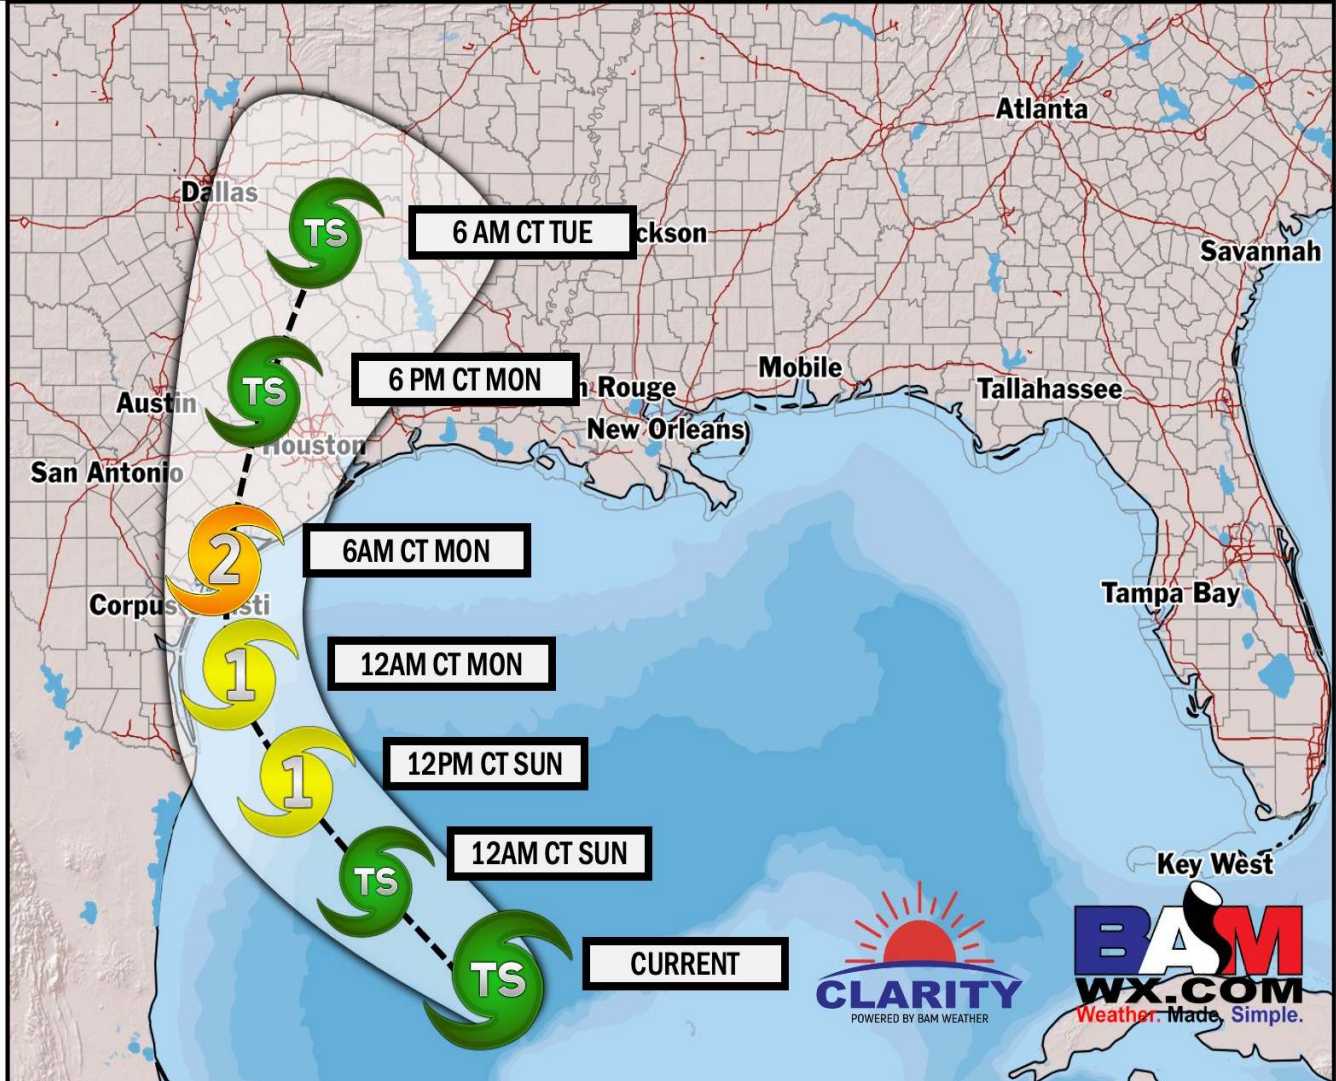 Atlanta
Dallas
TS
6 AM CT TUE
ckson
Savannah
TS
6 PM CT MON
n Rouge
Mobile
Tallahassee
Austin
New Orleans
Houston
San Antonio
2
6AM CT MON
Tampa Bay
Corpus sti
1
12AM CT MON
1
12PM CT SUN
TS
12AM CT SUN
Key West
TS
CURRENT
CLARITY
POWERED BY BAM WEATHER
BAM
WX.COM
Weather. Made. Simple.